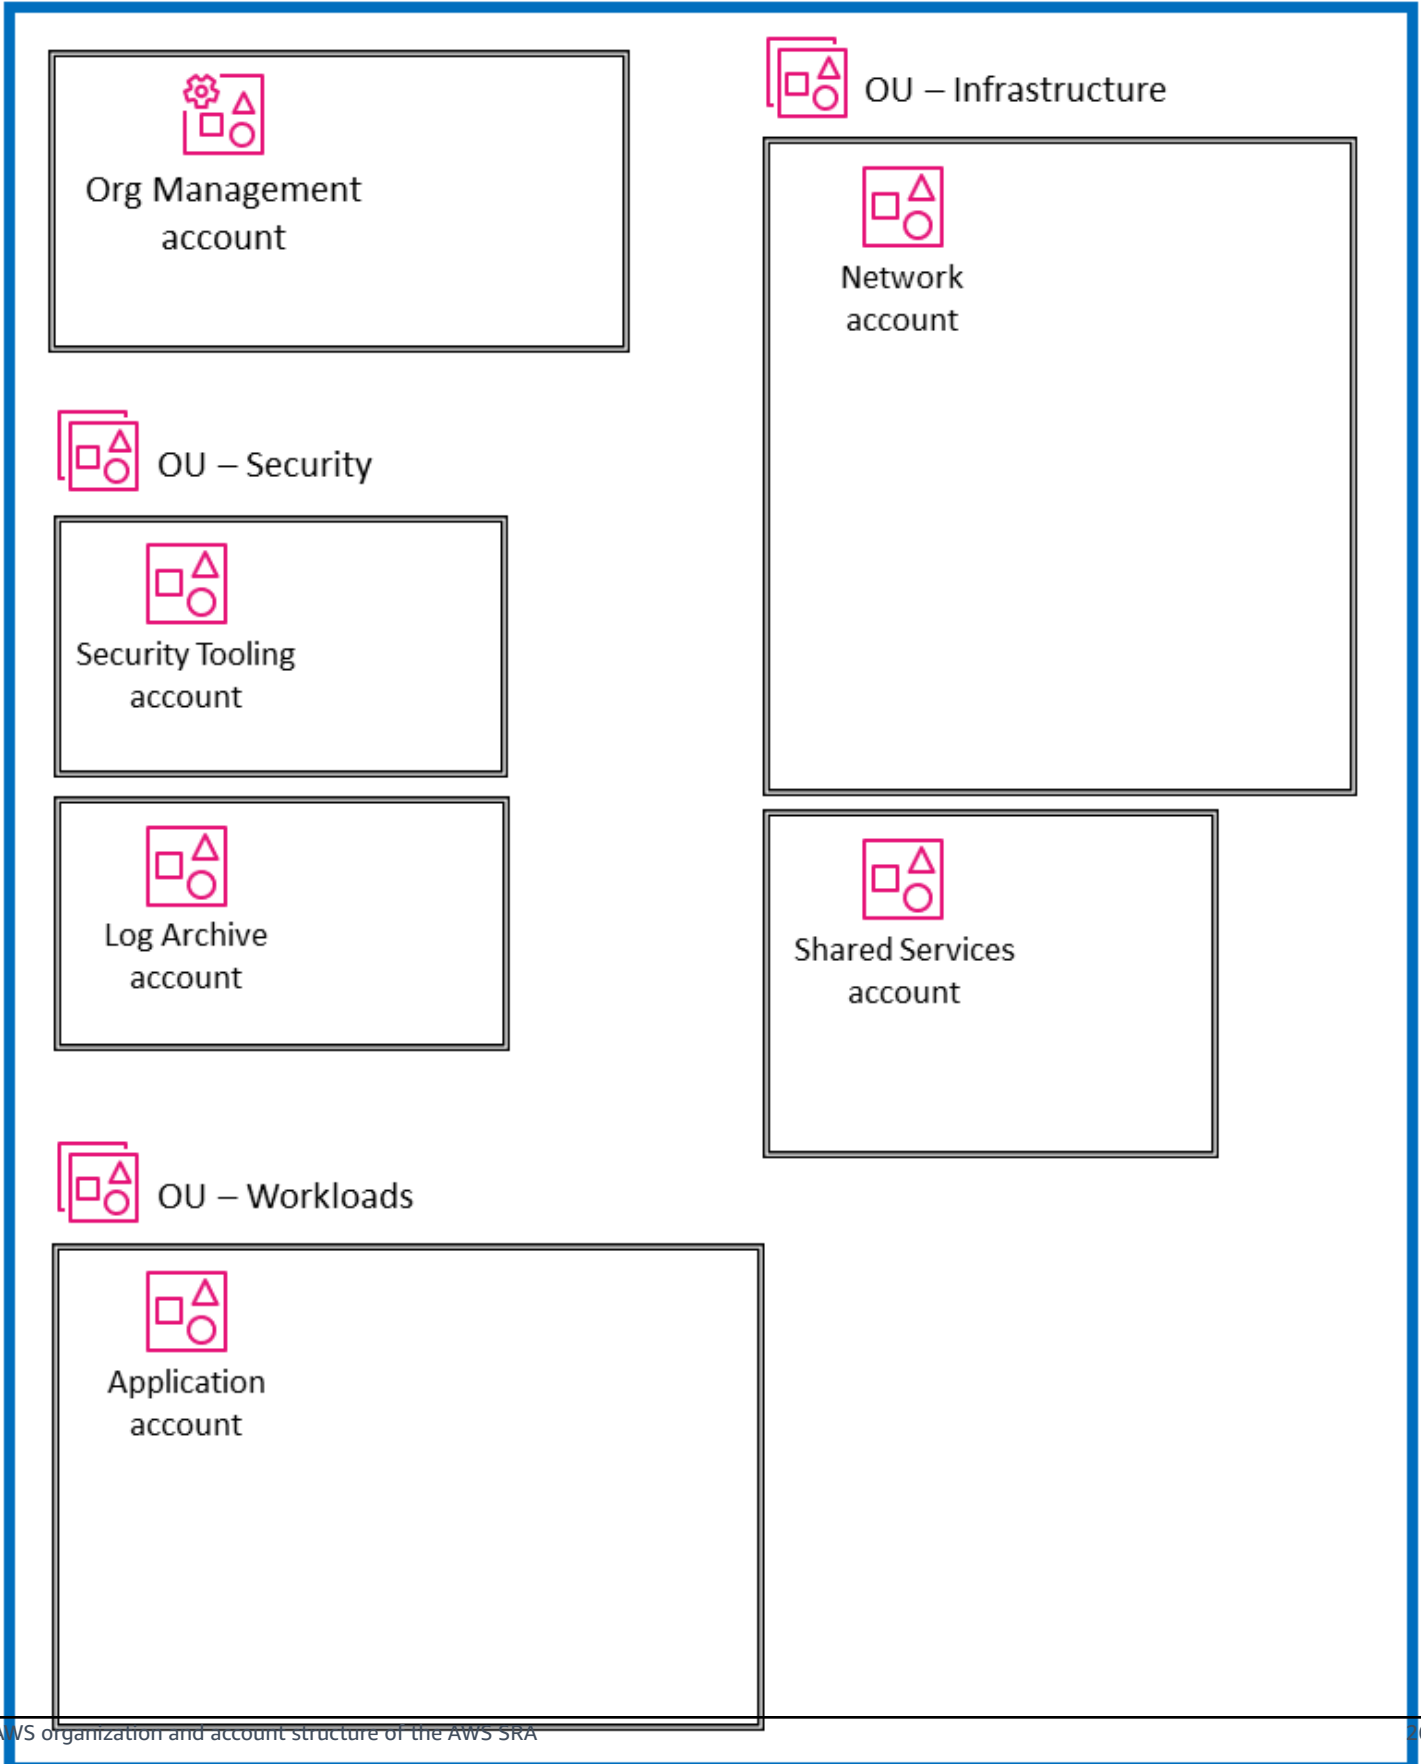 Org Management
account
OU – Security
Security Tooling
account
Log Archive
account
OU – Workloads
Application
account
OU – Infrastructure
Network
account
Shared Services
account
AWS organization and account structure of the AWS SRA